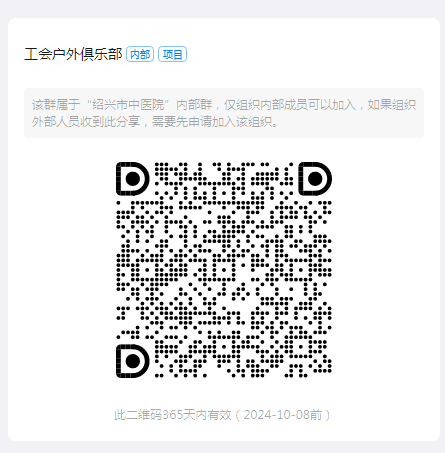 工会户外俱乐部 内部 项目
该群属于“绍兴市中医院”内部群，仅组织内部成员可以加入，如果组织
外部人员收到此分享，需要先申请加入该组织。
此二维码365天内有效（2024-10-08前）